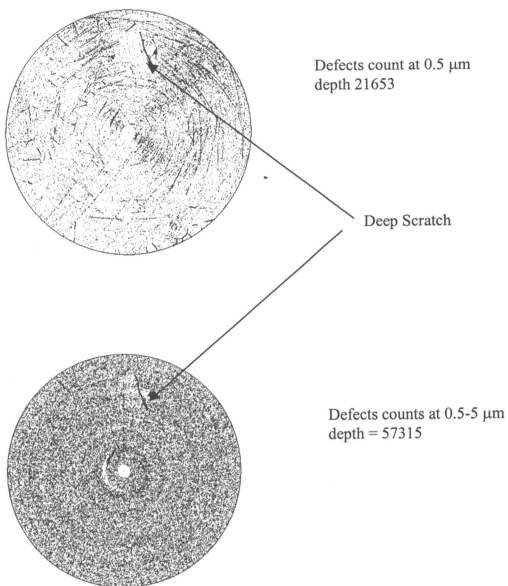 Defects count at 0.5 μm
depth 21653
Deep Scratch
Defects counts at 0.5-5 μm
depth = 57315